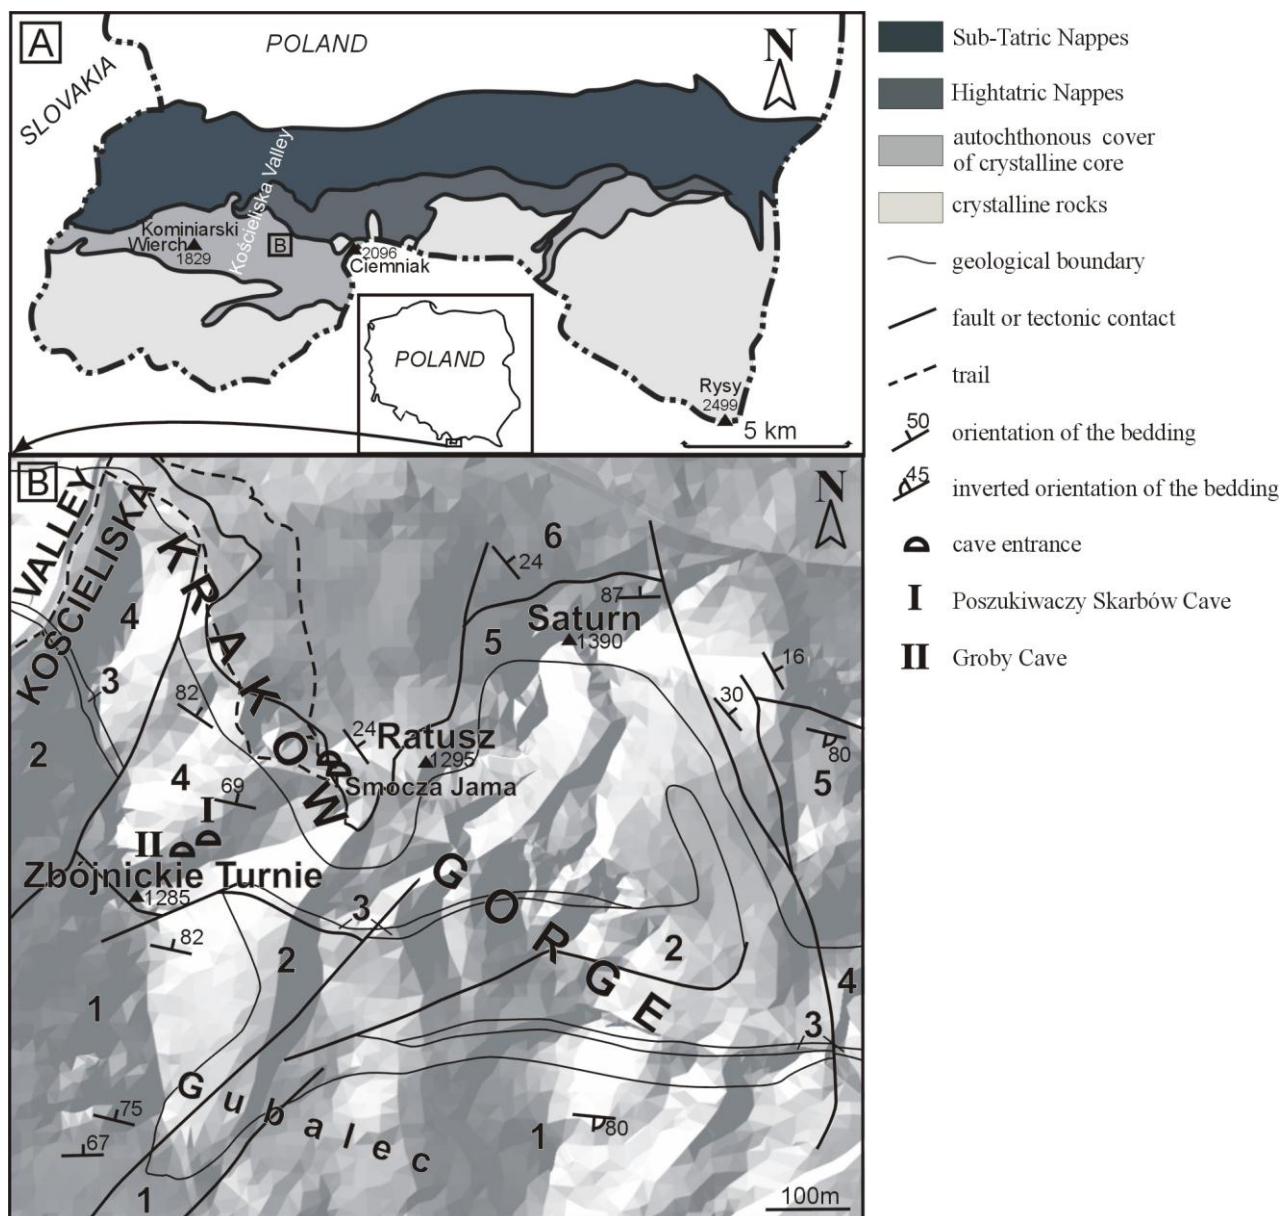 A
POLAND
SLOVAKIA
N
Kościeliska Valley
Kominiarski
Wierch
1829
B
2096
Ciemniak
POLAND
Rysy
2499
5 km
Sub-Tatric Nappes
Hightatric Nappes
autochthonous cover
of crystalline core
crystalline rocks
geological boundary
fault or tectonic contact
trail
50
orientation of the bedding
45
inverted orientation of the bedding
cave entrance
I
Poszukiwaczy Skarbów Cave
II
Groby Cave
B
N
KOŚCIELISKA
VALLEY
KRAKÓW
GORGE
6
24
87
Saturn
1390
5
4
3
82
16
30
2
24
Ratusz
1295
80
5
4
69
Smocza Jama
I
II
Zbójnickie Turnie
1285
3
82
2
2
1
4
3
Gubalec
75
67
1
80
1
100m